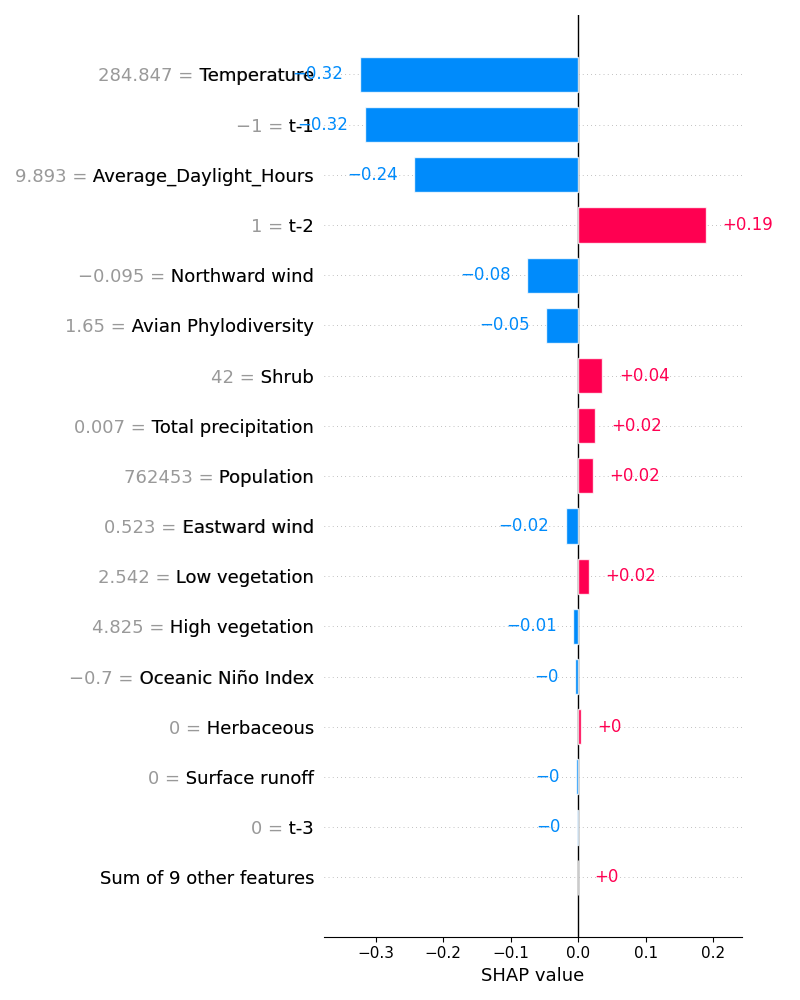 284.847 = Temperature −0.32
−1 = t-1 −0.32
9.893 = Average_Daylight_Hours −0.24
1 = t-2 +0.19
−0.095 = Northward wind −0.08
1.65 = Avian Phylodiversity −0.05
42 = Shrub +0.04
0.007 = Total precipitation +0.02
762453 = Population +0.02
0.523 = Eastward wind −0.02
2.542 = Low vegetation +0.02
4.825 = High vegetation −0.01
−0.7 = Oceanic Niño Index −0
0 = Herbaceous +0
0 = Surface runoff −0
0 = t-3 −0
Sum of 9 other features +0
−0.3 −0.2 −0.1 0.0 0.1 0.2
SHAP value